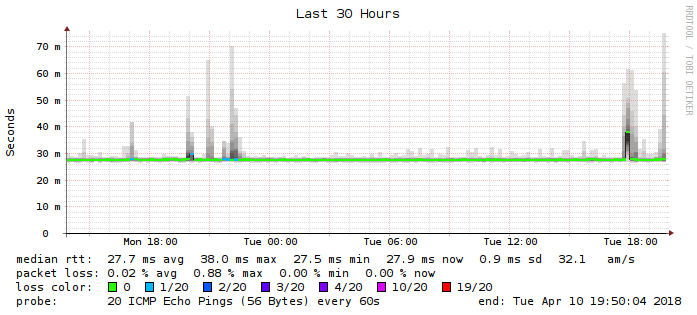 Last 30 Hours
RRDTOOL / TOBI OETIKER
Seconds
70 m
60 m
50 m
40 m
30 m
20 m
10 m
0
Mon 18:00 Tue 00:00 Tue 06:00 Tue 12:00 Tue 18:00
median rtt: 27.7 ms avg 38.0 ms max 27.5 ms min 27.9 ms now 0.9 ms sd 32.1 am/s
packet loss: 0.02 % avg 0.88 % max 0.00 % min 0.00 % now
loss color: 0 1/20 2/20 3/20 4/20 10/20 19/20
probe: 20 ICMP Echo Pings (56 Bytes) every 60s end: Tue Apr 10 19:50:04 2018